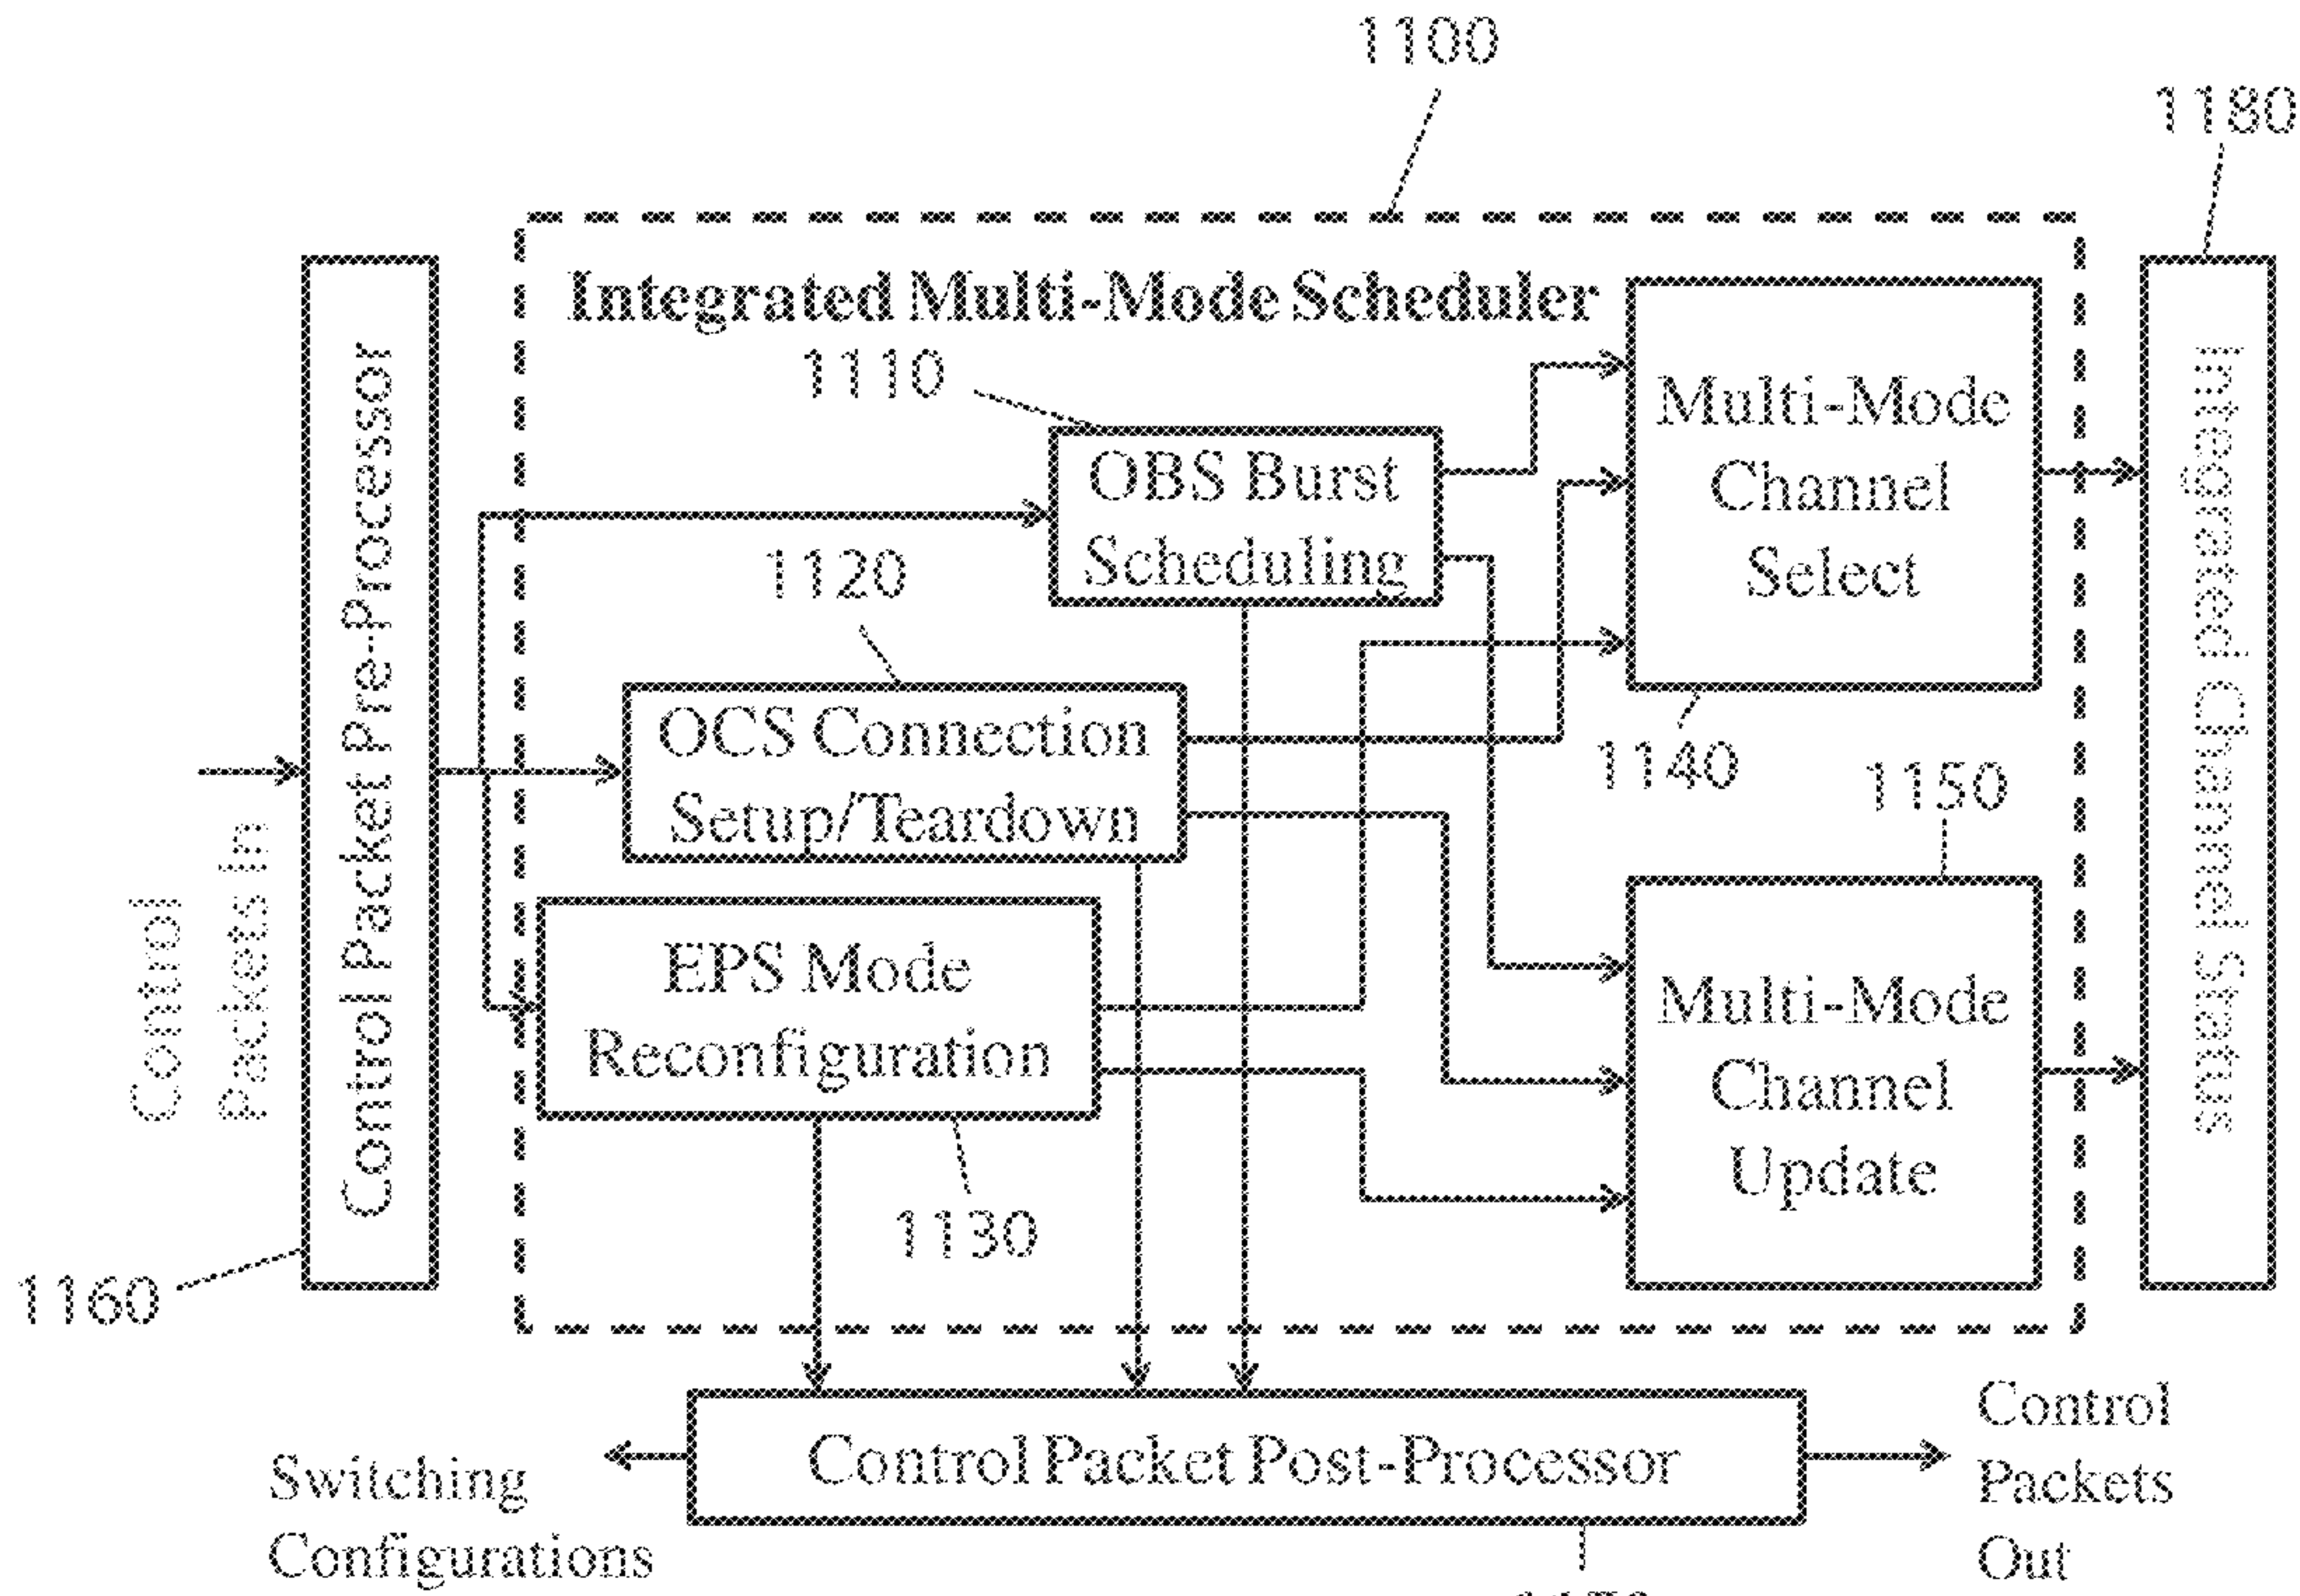 1100
1180
Integrated Multi-Mode Scheduler
1110
Multi-Mode
Channel
Select
OBS Burst
Scheduling
1120
Control Packet Pre-Processor
Integrated Channel Status
OCS Connection
Setup/Teardown
1140
1150
Control
Packets In
EPS Mode
Reconfiguration
Multi-Mode
Channel
Update
1130
1160
Control Packet Post-Processor
Switching
Configurations
Control
Packets
Out